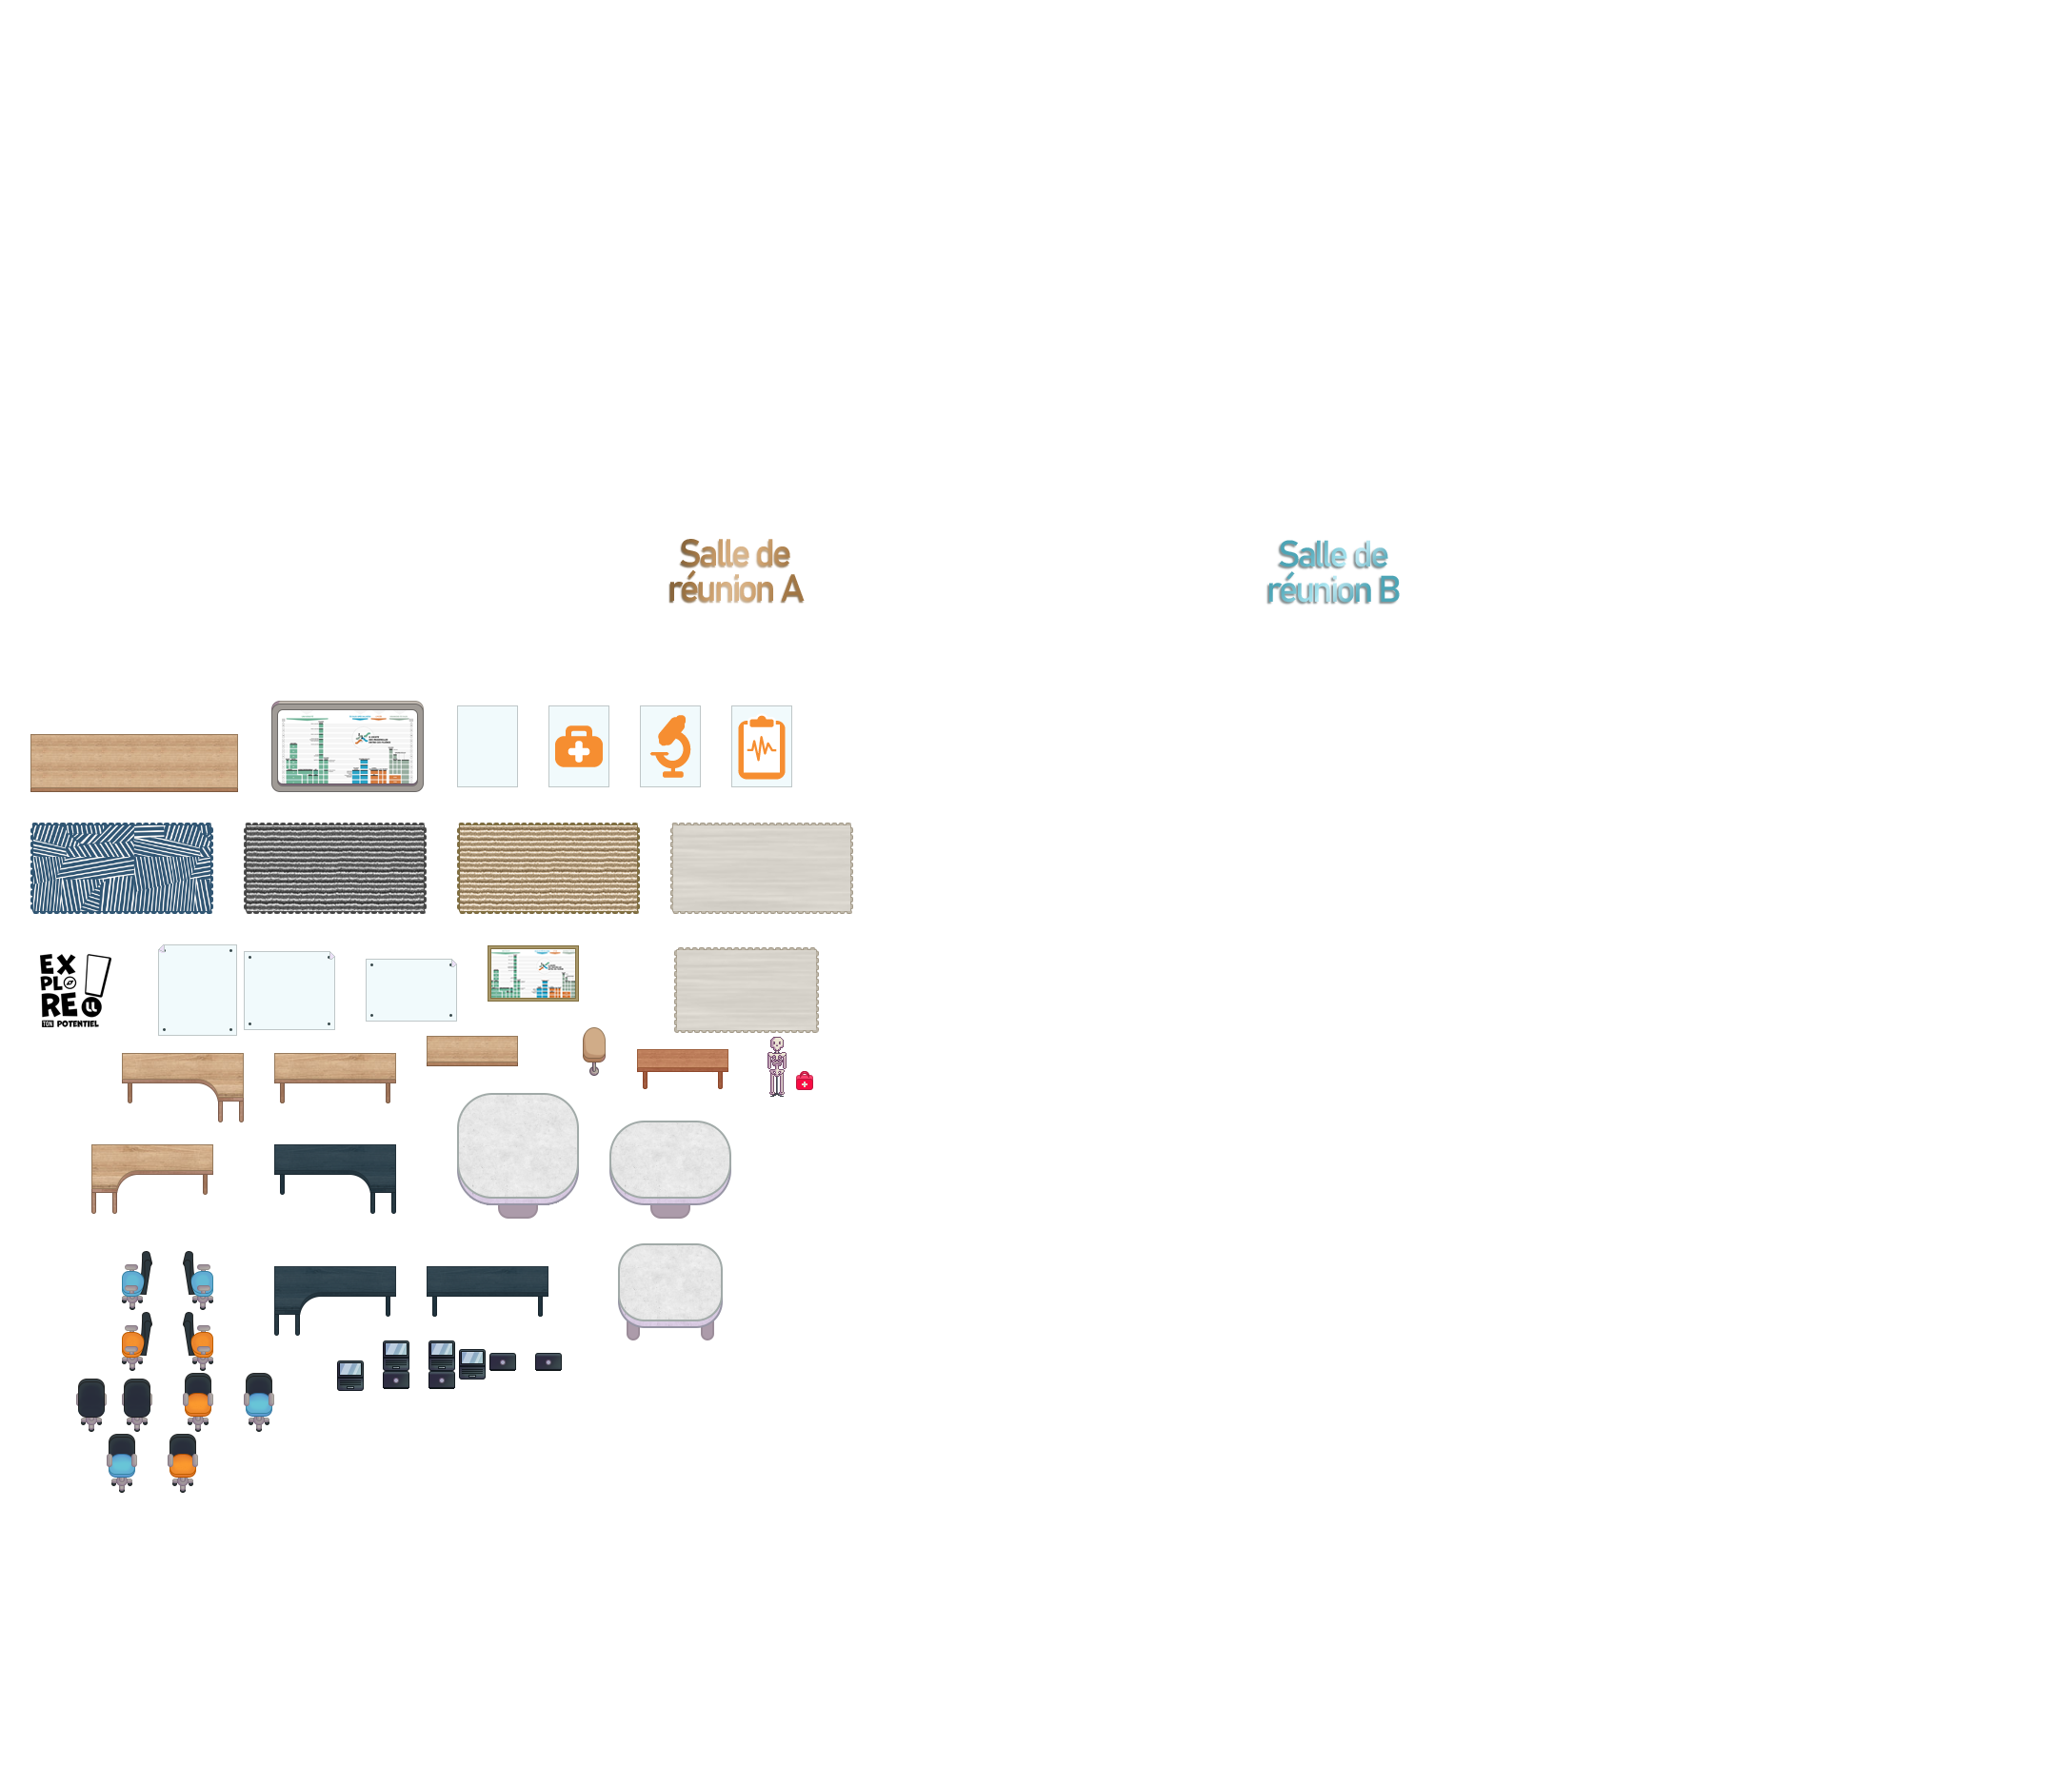 Salle de
réunion A
Salle de
réunion B
EX
PLO
RE
TON POTENTIEL